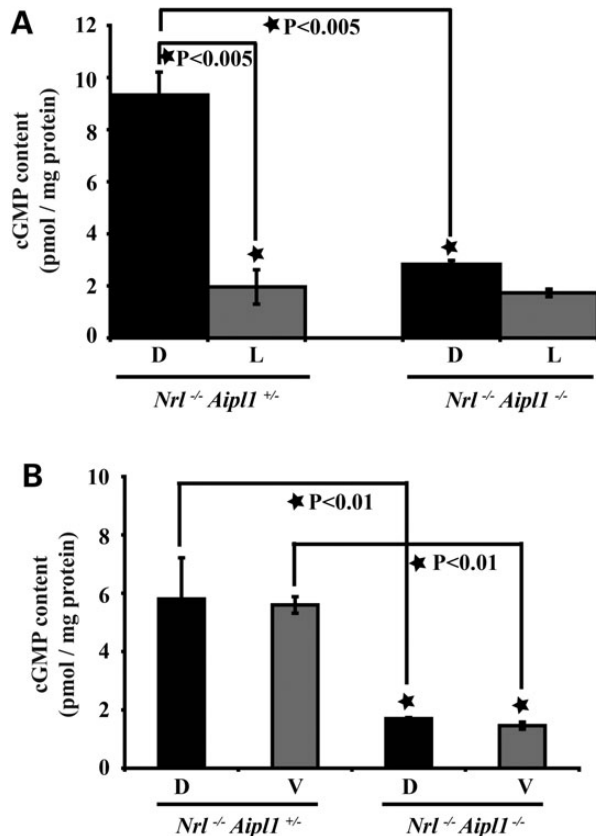 A
12
10
8
6
4
2
0
cGMP content
(pmol / mg protein)
★ P<0.005
★P<0.005
★
★
D L D L
Nrl -/- Aipl1 +/- Nrl -/- Aipl1 -/-
B
10
8
6
4
2
0
cGMP content
(pmol / mg protein)
★ P<0.01
★ P<0.01
★ ★
D V D V
Nrl -/- Aipl1 +/- Nrl -/- Aipl1 -/-